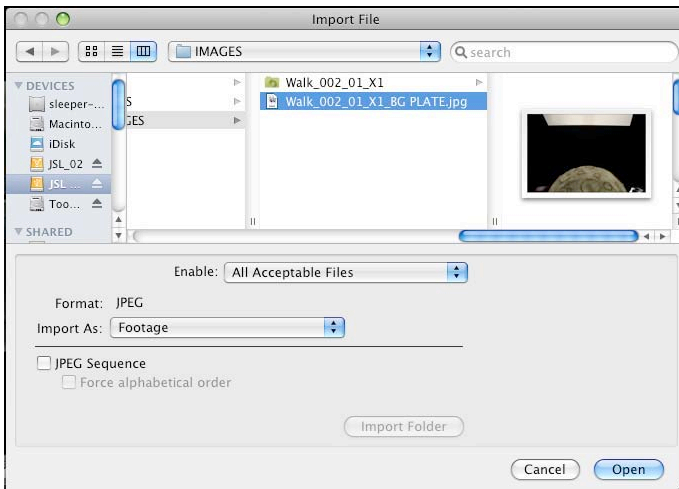 Import File
IMAGES
search
DEVICES
sleeper-...
Macinto...
iDisk
JSL_02
JSL ...
Too...
SHARED
S
GES
Walk_002_01_X1
Walk_002_01_X1_BG PLATE.jpg
Enable: All Acceptable Files
Format: JPEG
Import As: Footage
JPEG Sequence
Force alphabetical order
Import Folder
Cancel Open